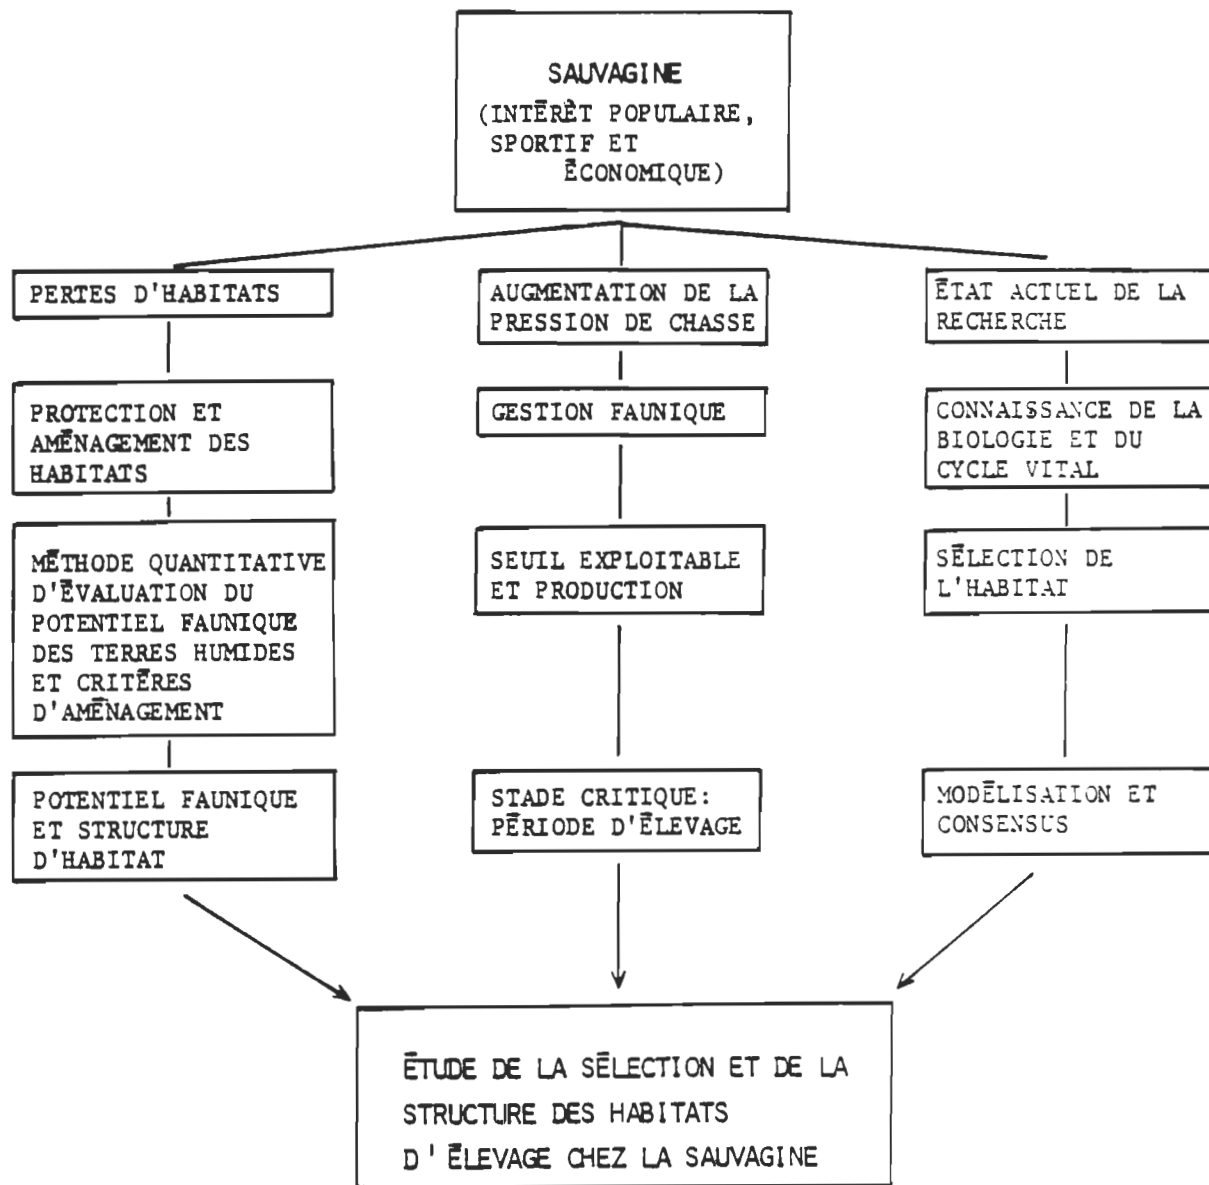 SAUVAGINE
(INTÉRÊT POPULAIRE,
SPORTIF ET
ÉCONOMIQUE)
PERTES D'HABITATS
AUGMENTATION DE LA
PRESSION DE CHASSE
ÉTAT ACTUEL DE LA
RECHERCHE
PROTECTION ET
AMÉNAGEMENT DES
HABITATS
GESTION FAUNIQUE
CONNAISSANCE DE LA
BIOLOGIE ET DU
CYCLE VITAL
MÉTHODE QUANTITATIVE
D'ÉVALUATION DU
POTENTIEL FAUNIQUE
DES TERRES HUMIDES
ET CRITÈRES
D'AMÉNAGEMENT
SEUIL EXPLOITABLE
ET PRODUCTION
SÉLECTION DE
L'HABITAT
POTENTIEL FAUNIQUE
ET STRUCTURE
D'HABITAT
STADE CRITIQUE:
PÉRIODE D'ÉLEVAGE
MODÉLISATION ET
CONSENSUS
ÉTUDE DE LA SÉLECTION ET DE LA
STRUCTURE DES HABITATS
D'ÉLEVAGE CHEZ LA SAUVAGINE